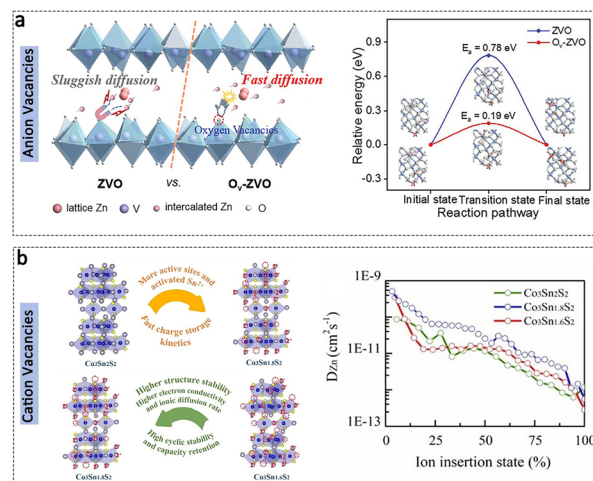 a
Anion Vacancies
Sluggish diffusion
Fast diffusion
Oxygen Vacancies
ZVO
vs.
Ov-ZVO
lattice Zn
V
intercalated Zn
O
ZVO
Ov-ZVO
Ea = 0.78 eV
Ea = 0.19 eV
Relative energy (eV)
0.9
0.6
0.3
0.0
-0.3
Initial state
Transition state
Final state
Reaction pathway
b
Cation Vacancies
More active sites and
activated Sn2+
Fast charge storage
kinetics
Co3Sn2S2
Co3Sn1.8S2
Higher structure stability
Higher electron conductivity
and ionic diffusion rate
High cyclic stability
and capacity retention
Co3Sn1.8S2
Co3Sn1.6S2
Co3Sn2S2
Co3Sn1.8S2
Co3Sn1.6S2
DZn (cm2s-1)
1E-9
1E-11
1E-13
0
25
50
75
100
Ion insertion state (%)